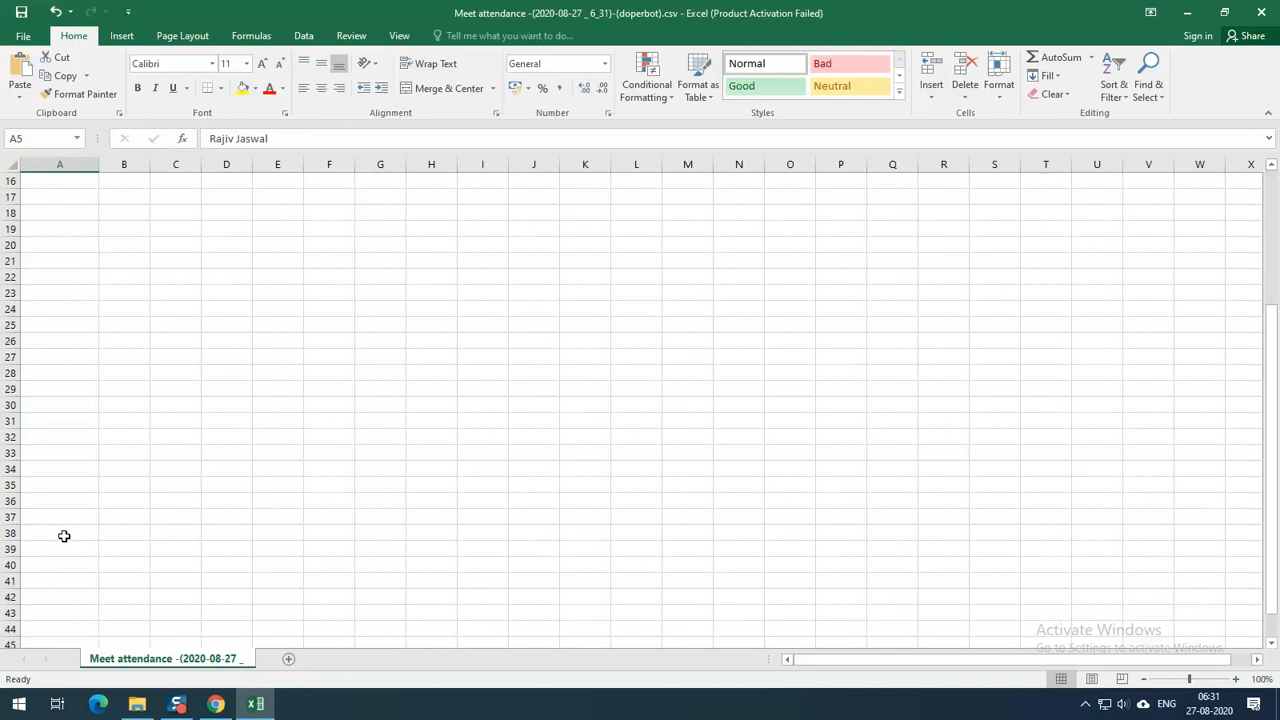 Meet attendance -(2020-08-27 _ 6_31)-(doperbot).csv - Excel (Product Activation Failed)
File Home Insert Page Layout Formulas Data Review View Tell me what you want to do... Sign in Share
Paste Cut Copy Format Painter
Calibri 11 A A
B I U A
Wrap Text
Merge & Center
General
% , .0 .00
Conditional Formatting
Format as Table
Normal Bad
Good Neutral
Insert Delete Format
AutoSum
Fill
Clear
Sort & Filter
Find & Select
Clipboard Font Alignment Number Styles Cells Editing
A5 fx Rajiv Jaswal
A B C D E F G H I J K L M N O P Q R S T U V W X
16
17
18
19
20
21
22
23
24
25
26
27
28
29
30
31
32
33
34
35
36
37
38
39
40
41
42
43
44
45
Activate Windows
Go to Settings to activate Windows.
Meet attendance -(2020-08-27 _
Ready 100%
ENG 06:31
27-08-2020